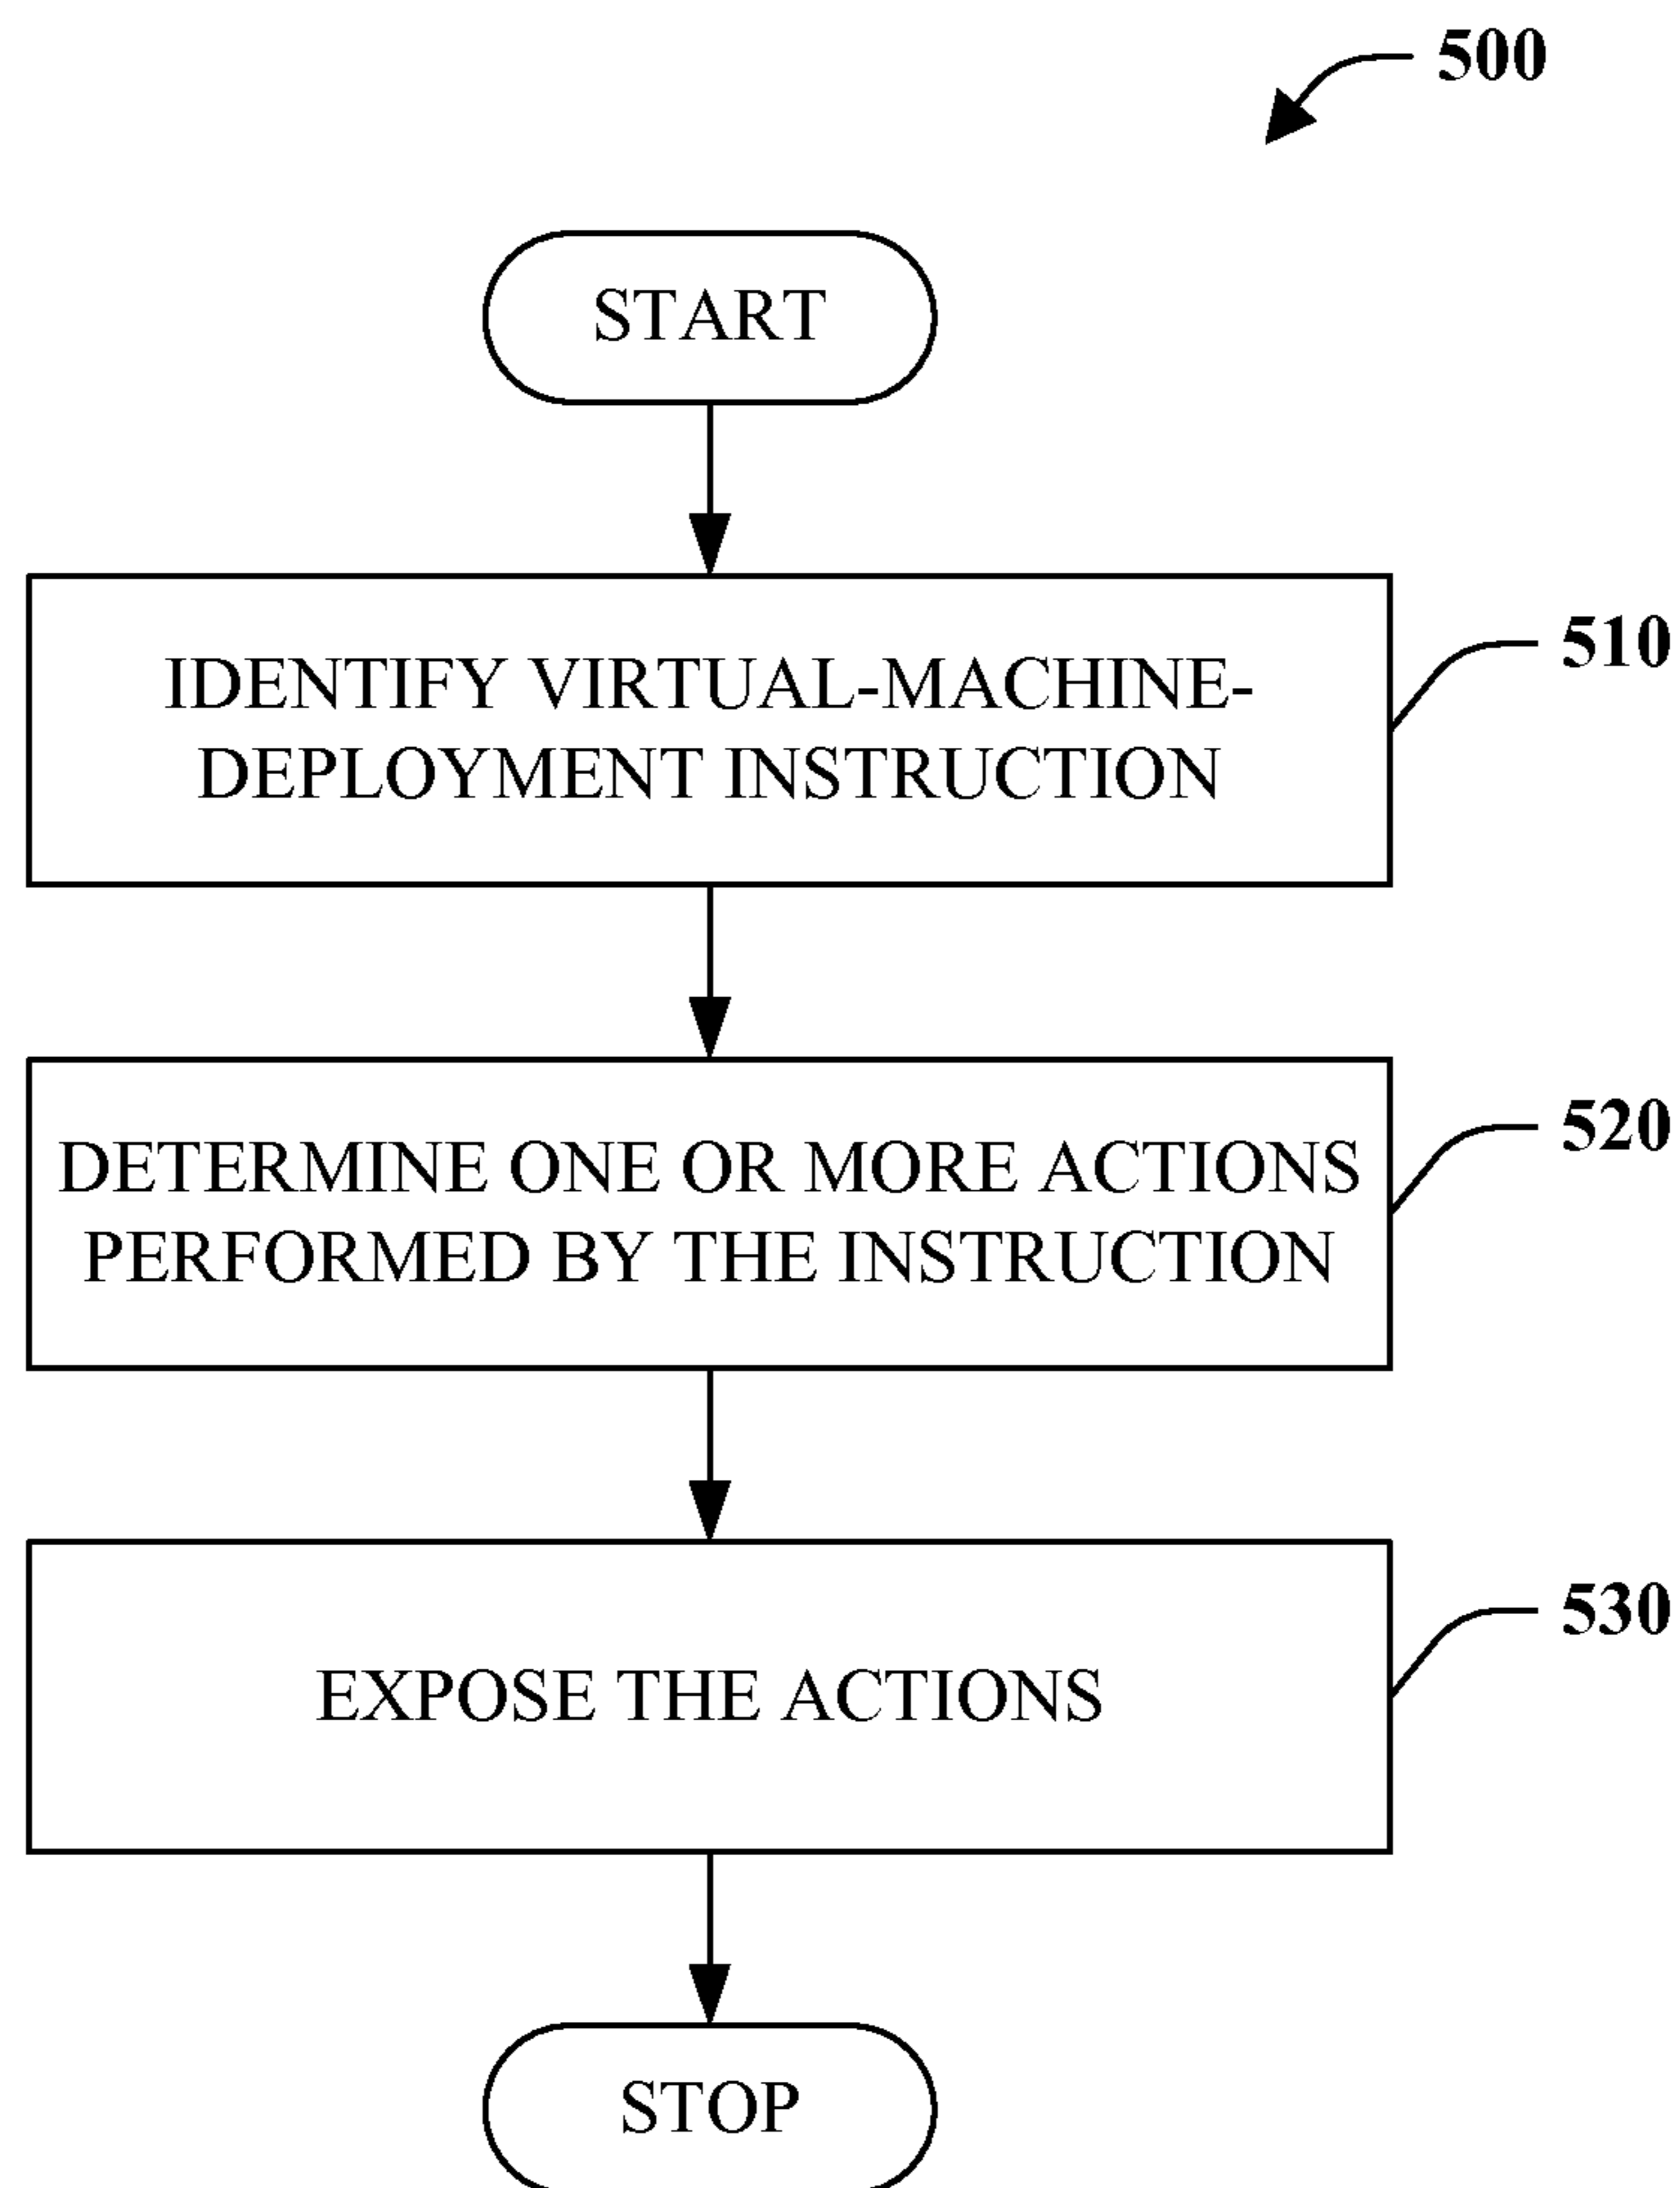 500
START
IDENTIFY VIRTUAL-MACHINE-
DEPLOYMENT INSTRUCTION
510
DETERMINE ONE OR MORE ACTIONS
PERFORMED BY THE INSTRUCTION
520
EXPOSE THE ACTIONS
530
STOP